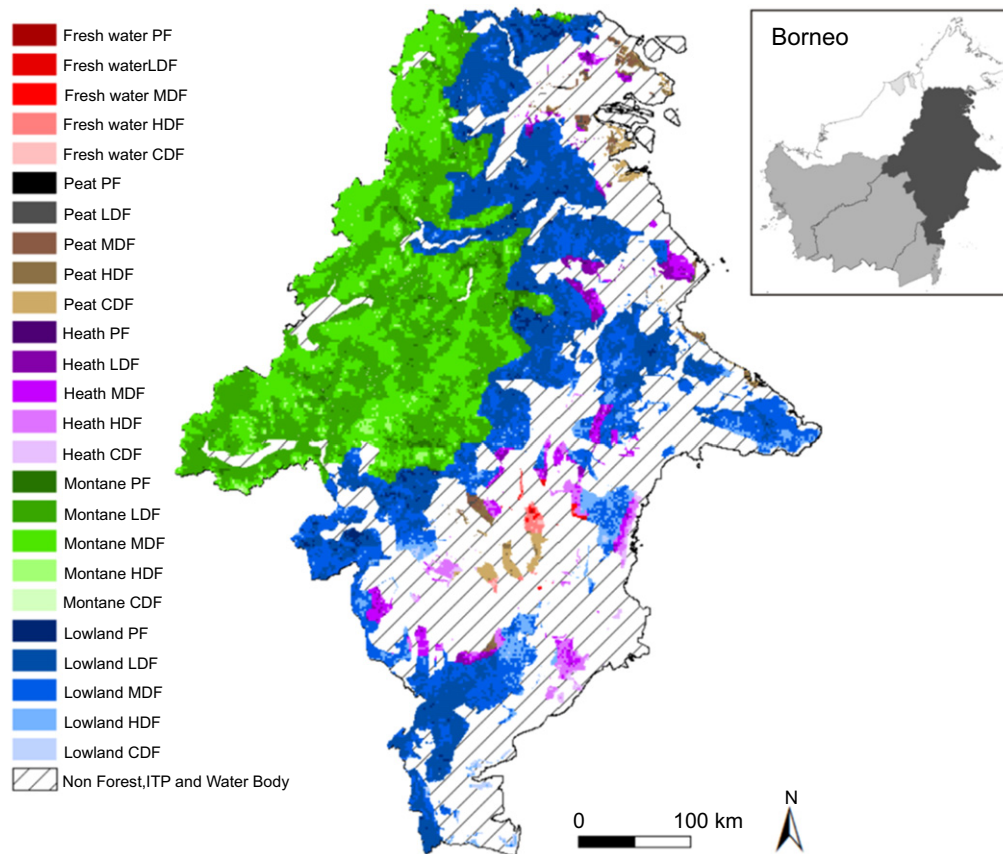 Fresh water PF
Fresh waterLDF
Fresh water MDF
Fresh water HDF
Fresh water CDF
Peat PF
Peat LDF
Peat MDF
Peat HDF
Peat CDF
Heath PF
Heath LDF
Heath MDF
Heath HDF
Heath CDF
Montane PF
Montane LDF
Montane MDF
Montane HDF
Montane CDF
Lowland PF
Lowland LDF
Lowland MDF
Lowland HDF
Lowland CDF
Non Forest,ITP and Water Body
Borneo
0 100 km
N